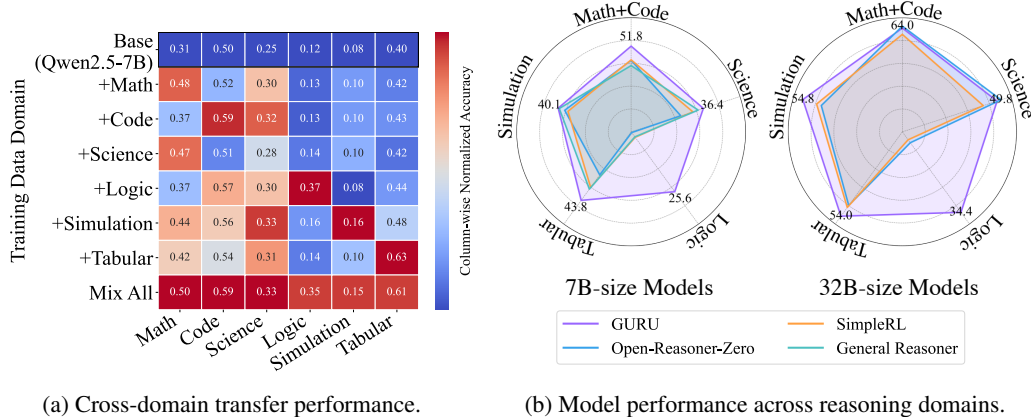 Training Data Domain
Base
(Qwen2.5-7B)
0.31 0.50 0.25 0.12 0.08 0.40
+Math
0.48 0.52 0.30 0.13 0.10 0.42
+Code
0.37 0.59 0.32 0.13 0.10 0.43
+Science
0.47 0.51 0.28 0.14 0.10 0.42
+Logic
0.37 0.57 0.30 0.37 0.08 0.44
+Simulation
0.44 0.56 0.33 0.16 0.16 0.48
+Tabular
0.42 0.54 0.31 0.14 0.10 0.63
Mix All
0.50 0.59 0.33 0.35 0.15 0.61
Math Code Science Logic Simulation Tabular
Column-wise Normalized Accuracy
(a) Cross-domain transfer performance.
Math+Code
51.8
Science
36.4
Logic
25.6
Tabular
43.8
Simulation
40.1
7B-size Models
Math+Code
64.0
Science
49.8
Logic
34.4
Tabular
54.0
Simulation
54.8
32B-size Models
GURU
SimpleRL
Open-Reasoner-Zero
General Reasoner
(b) Model performance across reasoning domains.